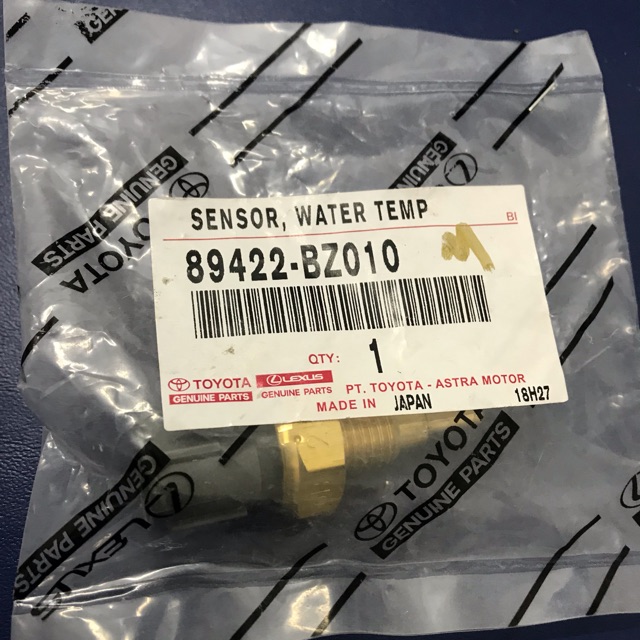 SENSOR, WATER TEMP
BI
89422-BZ010
QTY: 1
TOYOTA
GENUINE PARTS
LEXUS
GENUINE PARTS
PT. TOYOTA - ASTRA MOTOR
MADE IN JAPAN
18H27
TOYOTA
GENUINE PARTS
TOYOTA
GENUINE PARTS
LEXUS
GENUINE PARTS